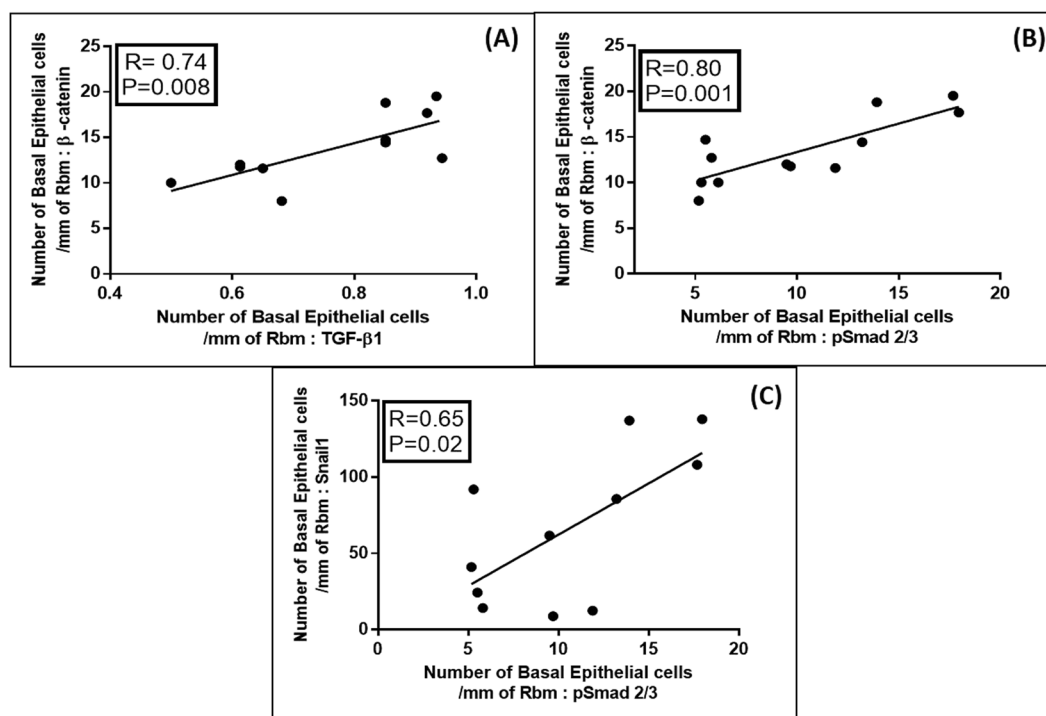 (A)
R= 0.74
P=0.008
Number of Basal Epithelial cells
/mm of Rbm : β -catenin
25
20
15
10
5
0
0.4
0.6
0.8
1.0
Number of Basal Epithelial cells
/mm of Rbm : TGF-β1
(B)
R=0.80
P=0.001
Number of Basal Epithelial cells
/mm of Rbm : β -catenin
25
20
15
10
5
0
5
10
15
20
Number of Basal Epithelial cells
/mm of Rbm : pSmad 2/3
(C)
R=0.65
P=0.02
Number of Basal Epithelial cells
/mm of Rbm : Snail1
150
100
50
0
0
5
10
15
20
Number of Basal Epithelial cells
/mm of Rbm : pSmad 2/3